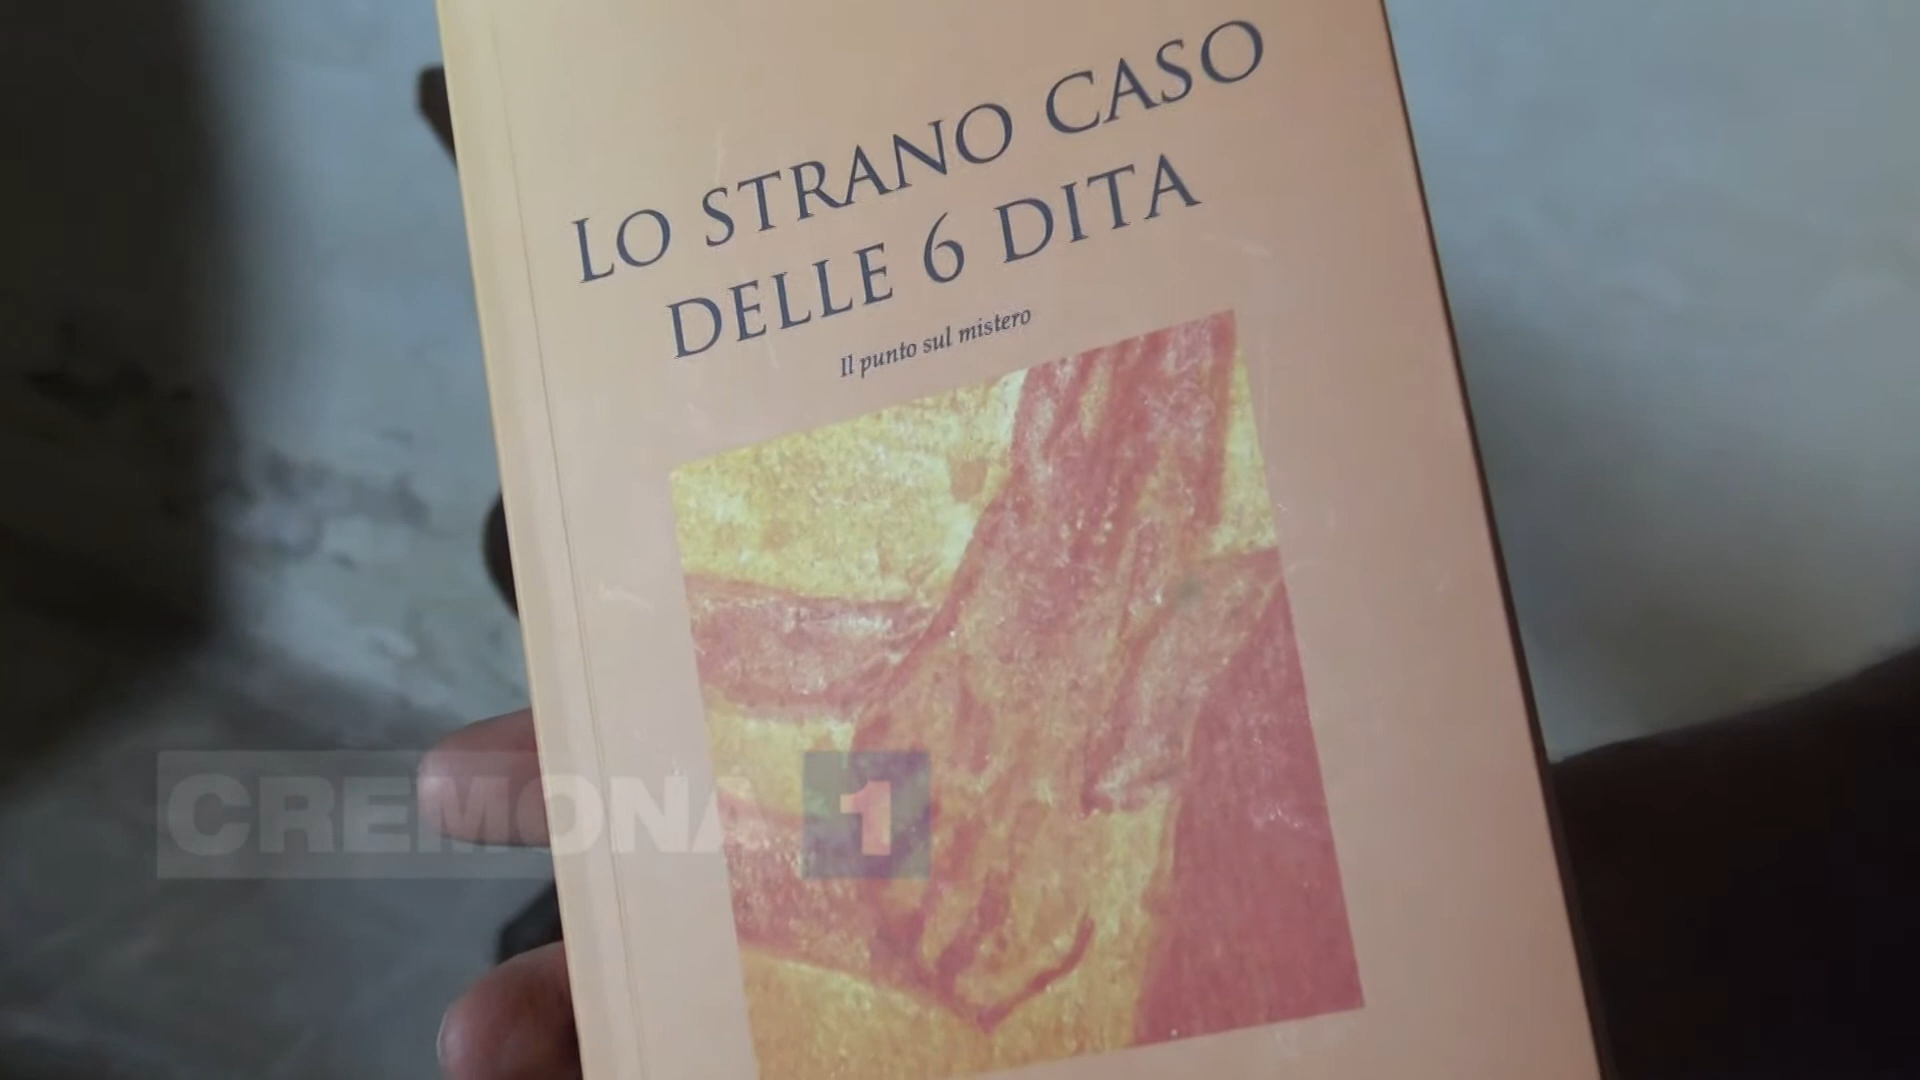 LO STRANO CASO
DELLE 6 DITA
Il punto sul mistero
CREMONA 1